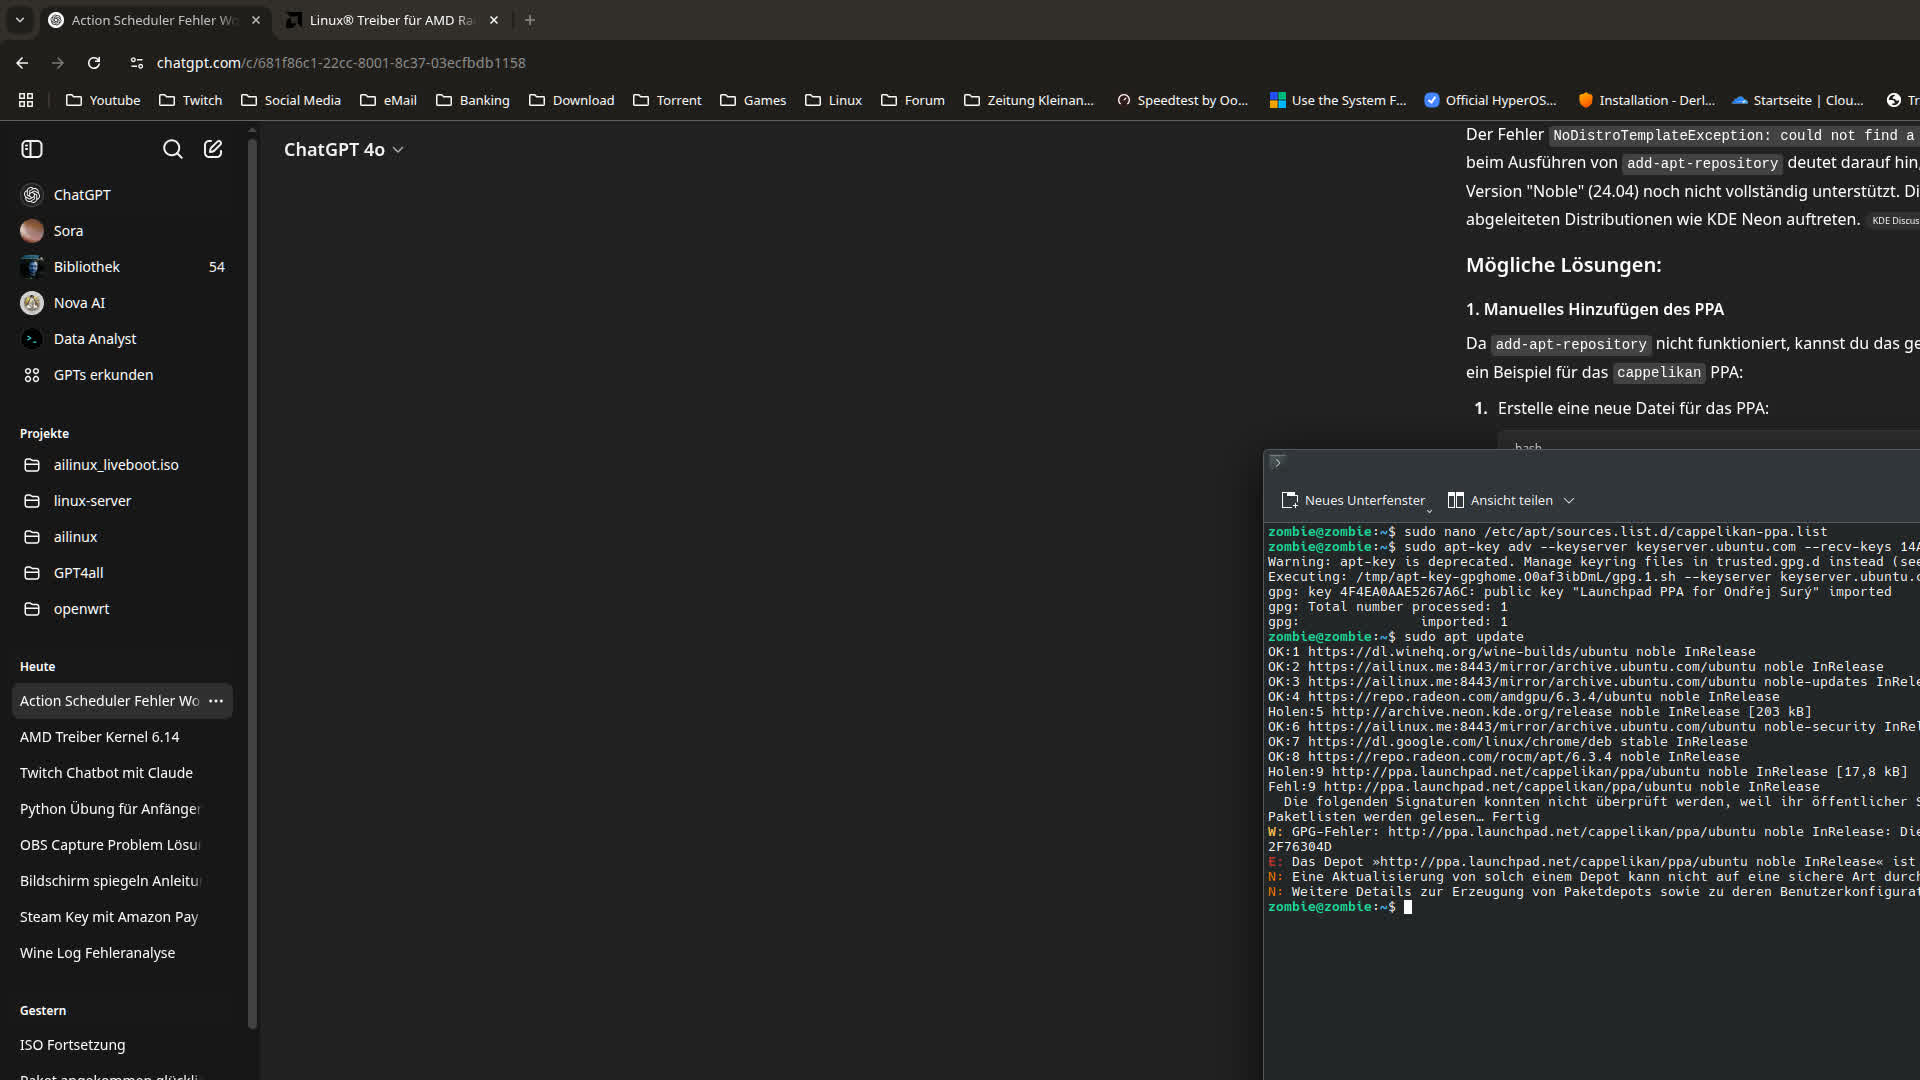 Action Scheduler Fehler Wo
Linux® Treiber für AMD Ra
chatgpt.com/c/681f86c1-22cc-8001-8c37-03ecfbdb1158
Youtube Twitch Social Media eMail Banking Download Torrent Games Linux Forum Zeitung Kleinan... Speedtest by Oo... Use the System F... Official HyperOS... Installation - Derl... Startseite | Clou... Tr
ChatGPT
Sora
Bibliothek 54
Nova AI
Data Analyst
GPTs erkunden
Projekte
ailinux_liveboot.iso
linux-server
ailinux
GPT4all
openwrt
Heute
Action Scheduler Fehler Wo
AMD Treiber Kernel 6.14
Twitch Chatbot mit Claude
Python Übung für Anfänger
OBS Capture Problem Lösu
Bildschirm spiegeln Anleitu
Steam Key mit Amazon Pay
Wine Log Fehleranalyse
Gestern
ISO Fortsetzung
ChatGPT 4o
Der Fehler NoDistroTemplateException: could not find a
beim Ausführen von add-apt-repository deutet darauf hin,
Version "Noble" (24.04) noch nicht vollständig unterstützt. Di
abgeleiteten Distributionen wie KDE Neon auftreten. KDE Discus
Mögliche Lösungen:
1. Manuelles Hinzufügen des PPA
Da add-apt-repository nicht funktioniert, kannst du das ge
ein Beispiel für das cappelikan PPA:
1. Erstelle eine neue Datei für das PPA:
bash
Neues Unterfenster Ansicht teilen
zombie@zombie:~$ sudo nano /etc/apt/sources.list.d/cappelikan-ppa.list
zombie@zombie:~$ sudo apt-key adv --keyserver keyserver.ubuntu.com --recv-keys 14A
Warning: apt-key is deprecated. Manage keyring files in trusted.gpg.d instead (see
Executing: /tmp/apt-key-gpghome.O0af3ibDmL/gpg.1.sh --keyserver keyserver.ubuntu.c
gpg: key 4F4EA0AAE5267A6C: public key "Launchpad PPA for Ondřej Surý" imported
gpg: Total number processed: 1
gpg: imported: 1
zombie@zombie:~$ sudo apt update
OK:1 https://dl.winehq.org/wine-builds/ubuntu noble InRelease
OK:2 https://ailinux.me:8443/mirror/archive.ubuntu.com/ubuntu noble InRelease
OK:3 https://ailinux.me:8443/mirror/archive.ubuntu.com/ubuntu noble-updates InRele
OK:4 https://repo.radeon.com/amdgpu/6.3.4/ubuntu noble InRelease
Holen:5 http://archive.neon.kde.org/release noble InRelease [203 kB]
OK:6 https://ailinux.me:8443/mirror/archive.ubuntu.com/ubuntu noble-security InRel
OK:7 https://dl.google.com/linux/chrome/deb stable InRelease
OK:8 https://repo.radeon.com/rocm/apt/6.3.4 noble InRelease
Holen:9 http://ppa.launchpad.net/cappelikan/ppa/ubuntu noble InRelease [17,8 kB]
Fehl:9 http://ppa.launchpad.net/cappelikan/ppa/ubuntu noble InRelease
Die folgenden Signaturen konnten nicht überprüft werden, weil ihr öffentlicher S
Paketlisten werden gelesen… Fertig
W: GPG-Fehler: http://ppa.launchpad.net/cappelikan/ppa/ubuntu noble InRelease: Die
2F76304D
E: Das Depot »http://ppa.launchpad.net/cappelikan/ppa/ubuntu noble InRelease« ist
N: Eine Aktualisierung von solch einem Depot kann nicht auf eine sichere Art durch
N: Weitere Details zur Erzeugung von Paketdepots sowie zu deren Benutzerkonfigurat
zombie@zombie:~$